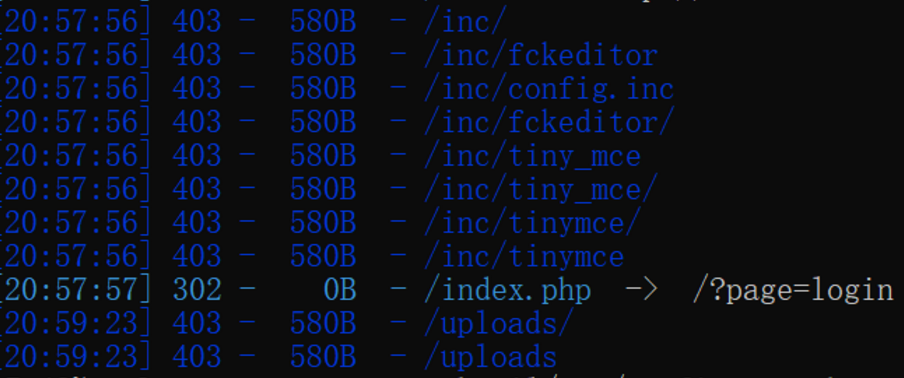 [20:57:56] 403 -   580B  - /inc/
[20:57:56] 403 -   580B  - /inc/fckeditor
[20:57:56] 403 -   580B  - /inc/config.inc
[20:57:56] 403 -   580B  - /inc/fckeditor/
[20:57:56] 403 -   580B  - /inc/tiny_mce
[20:57:56] 403 -   580B  - /inc/tiny_mce/
[20:57:56] 403 -   580B  - /inc/tinymce/
[20:57:56] 403 -   580B  - /inc/tinymce
[20:57:57] 302 -     0B  - /index.php  ->  /?page=login
[20:59:23] 403 -   580B  - /uploads/
[20:59:23] 403 -   580B  - /uploads